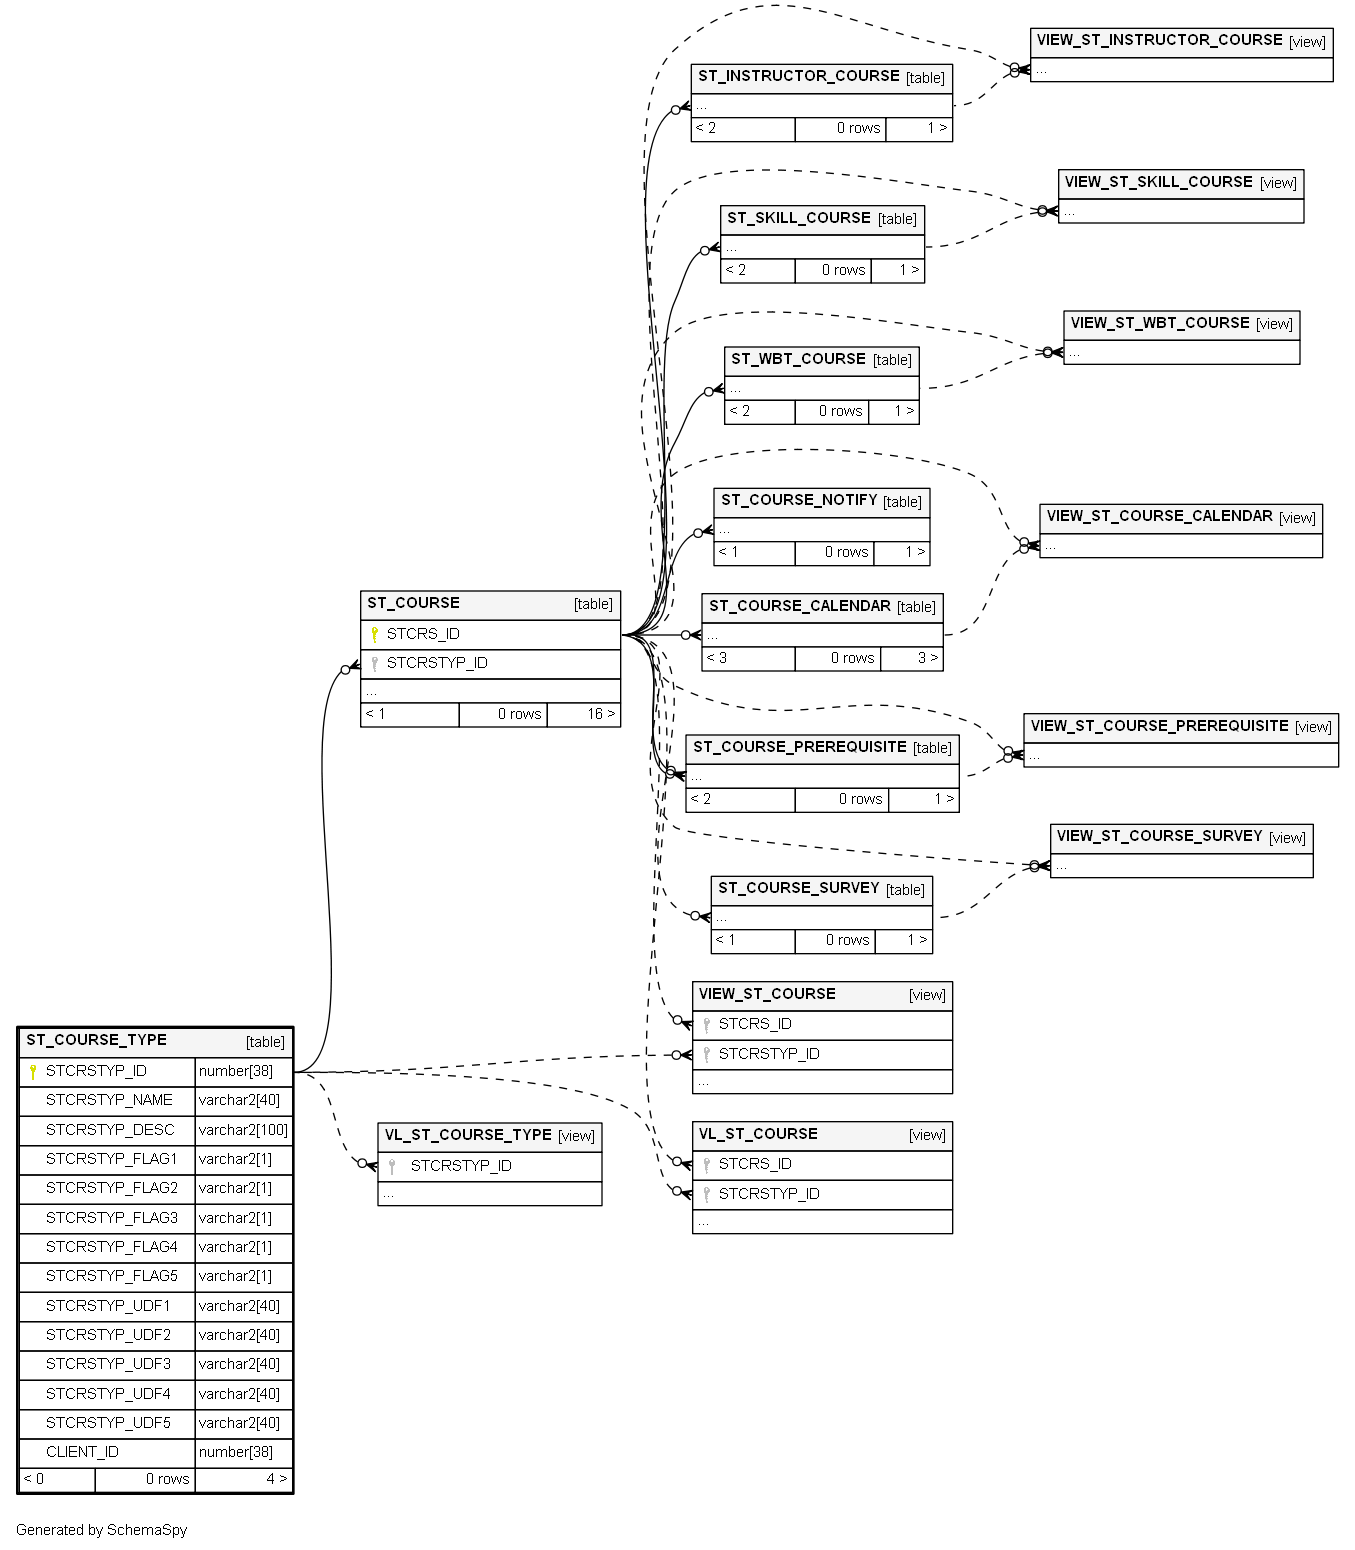 VIEW_ST_INSTRUCTOR_COURSE [view]
...
ST_INSTRUCTOR_COURSE [table]
...
< 2 0 rows 1 >
VIEW_ST_SKILL_COURSE [view]
...
ST_SKILL_COURSE [table]
...
< 2 0 rows 1 >
VIEW_ST_WBT_COURSE [view]
...
ST_WBT_COURSE [table]
...
< 2 0 rows 1 >
ST_COURSE_NOTIFY [table]
...
< 1 0 rows 1 >
VIEW_ST_COURSE_CALENDAR [view]
...
ST_COURSE_CALENDAR [table]
...
< 3 0 rows 3 >
ST_COURSE [table]
STCRS_ID
STCRSTYP_ID
...
< 1 0 rows 16 >
VIEW_ST_COURSE_PREREQUISITE [view]
...
ST_COURSE_PREREQUISITE [table]
...
< 2 0 rows 1 >
VIEW_ST_COURSE_SURVEY [view]
...
ST_COURSE_SURVEY [table]
...
< 1 0 rows 1 >
VIEW_ST_COURSE [view]
STCRS_ID
STCRSTYP_ID
...
VL_ST_COURSE [view]
STCRS_ID
STCRSTYP_ID
...
VL_ST_COURSE_TYPE [view]
STCRSTYP_ID
...
ST_COURSE_TYPE [table]
STCRSTYP_ID number[38]
STCRSTYP_NAME varchar2[40]
STCRSTYP_DESC varchar2[100]
STCRSTYP_FLAG1 varchar2[1]
STCRSTYP_FLAG2 varchar2[1]
STCRSTYP_FLAG3 varchar2[1]
STCRSTYP_FLAG4 varchar2[1]
STCRSTYP_FLAG5 varchar2[1]
STCRSTYP_UDF1 varchar2[40]
STCRSTYP_UDF2 varchar2[40]
STCRSTYP_UDF3 varchar2[40]
STCRSTYP_UDF4 varchar2[40]
STCRSTYP_UDF5 varchar2[40]
CLIENT_ID number[38]
< 0 0 rows 4 >
Generated by SchemaSpy